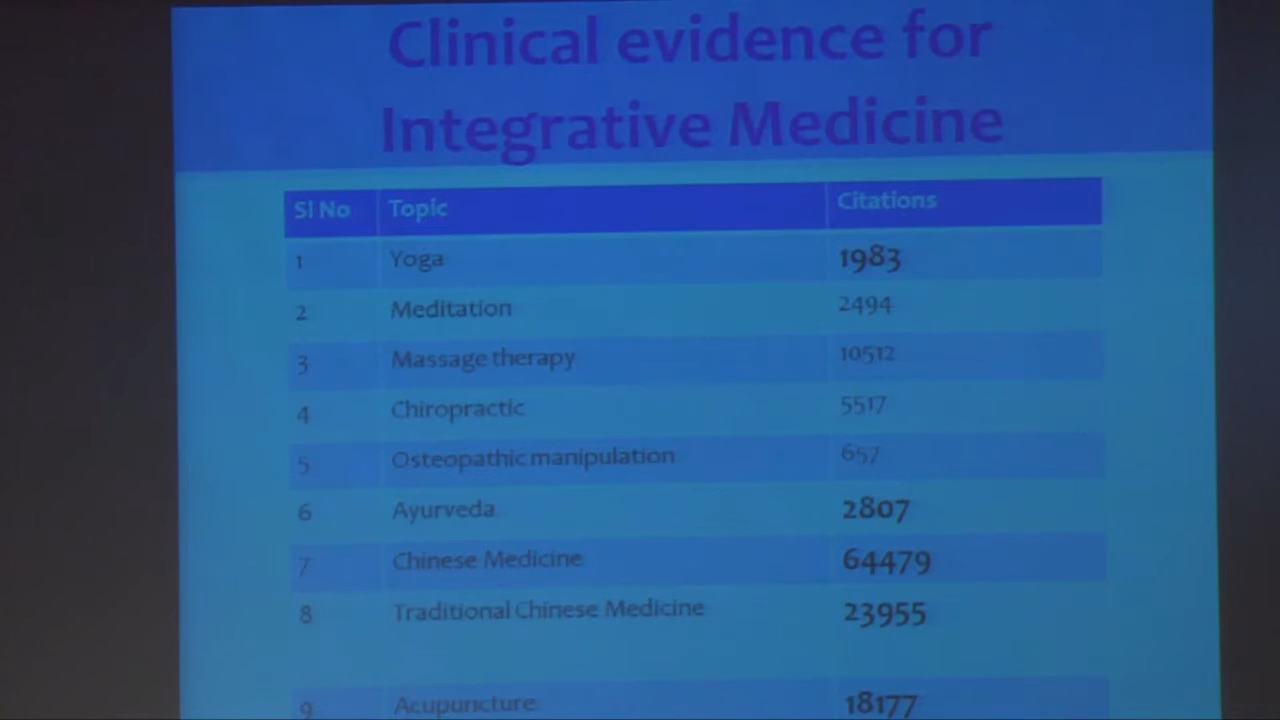 Clinical evidence for
Integrative Medicine
Sl No Topic Citations
1 Yoga 1983
2 Meditation 2494
3 Massage therapy 10512
4 Chiropractic 5517
5 Osteopathic manipulation 657
6 Ayurveda 2807
7 Chinese Medicine 64479
8 Traditional Chinese Medicine 23955
9 Acupuncture 18177